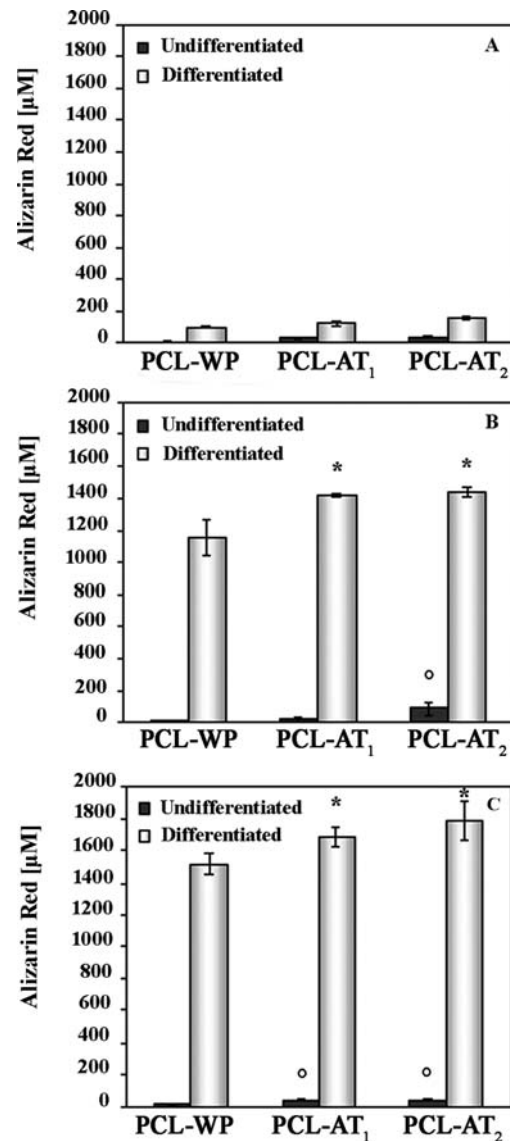 2000
1800
1600
1400
1200
1000
800
600
400
200
0
Alizarin Red [µM]
Undifferentiated
Differentiated
A
PCL-WP PCL-AT₁ PCL-AT₂
2000
1800
1600
1400
1200
1000
800
600
400
200
0
Alizarin Red [µM]
Undifferentiated
Differentiated
B
*
*
°
PCL-WP PCL-AT₁ PCL-AT₂
2000
1800
1600
1400
1200
1000
800
600
400
200
0
Alizarin Red [µM]
Undifferentiated
Differentiated
C
*
*
°
°
PCL-WP PCL-AT₁ PCL-AT₂